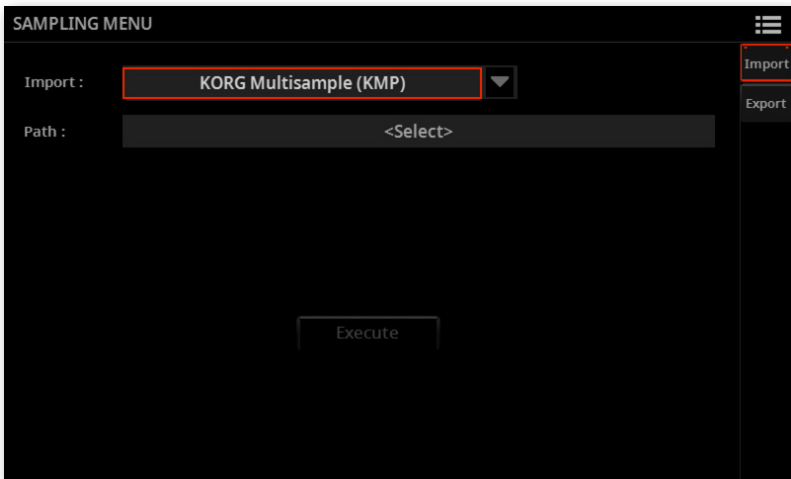 SAMPLING MENU
Import
Import : KORG Multisample (KMP)
Export
Path : <Select>
Execute